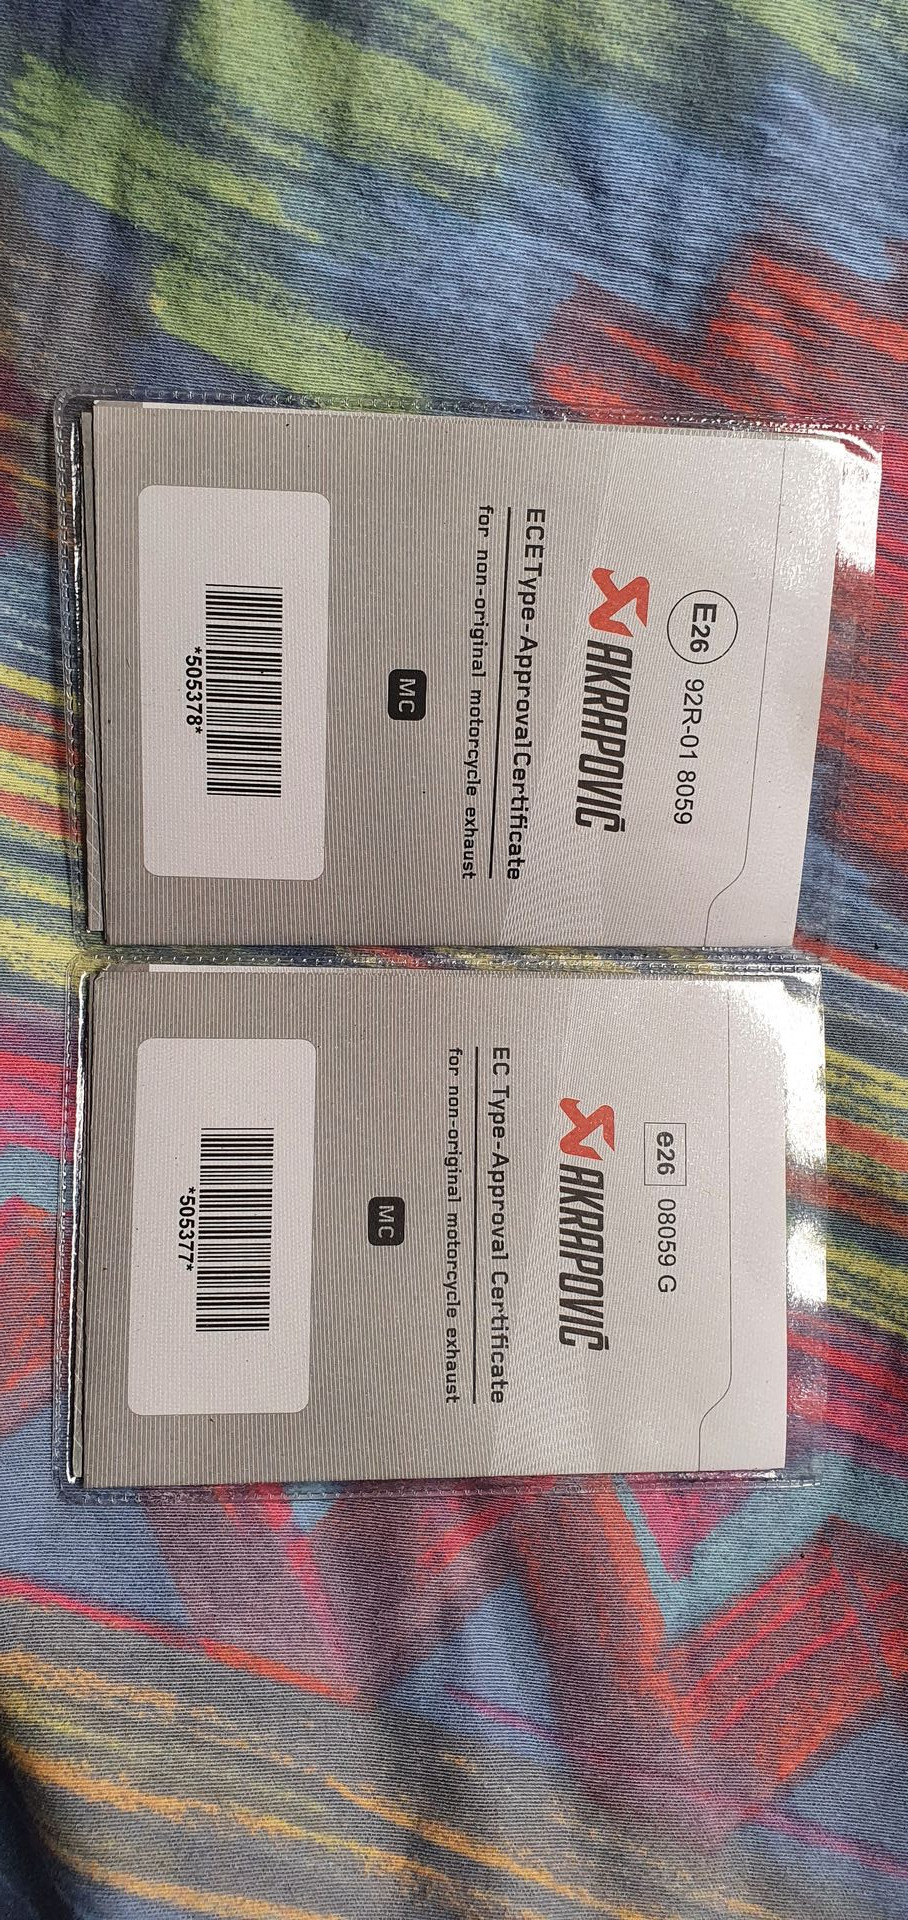 E26 92R-01 8059
AKRAPOVIČ
ECE Type-Approval Certificate
for non-original motorcycle exhaust
MC
*505378*
e26 08059 G
AKRAPOVIČ
EC Type-Approval Certificate
for non-original motorcycle exhaust
MC
*505377*